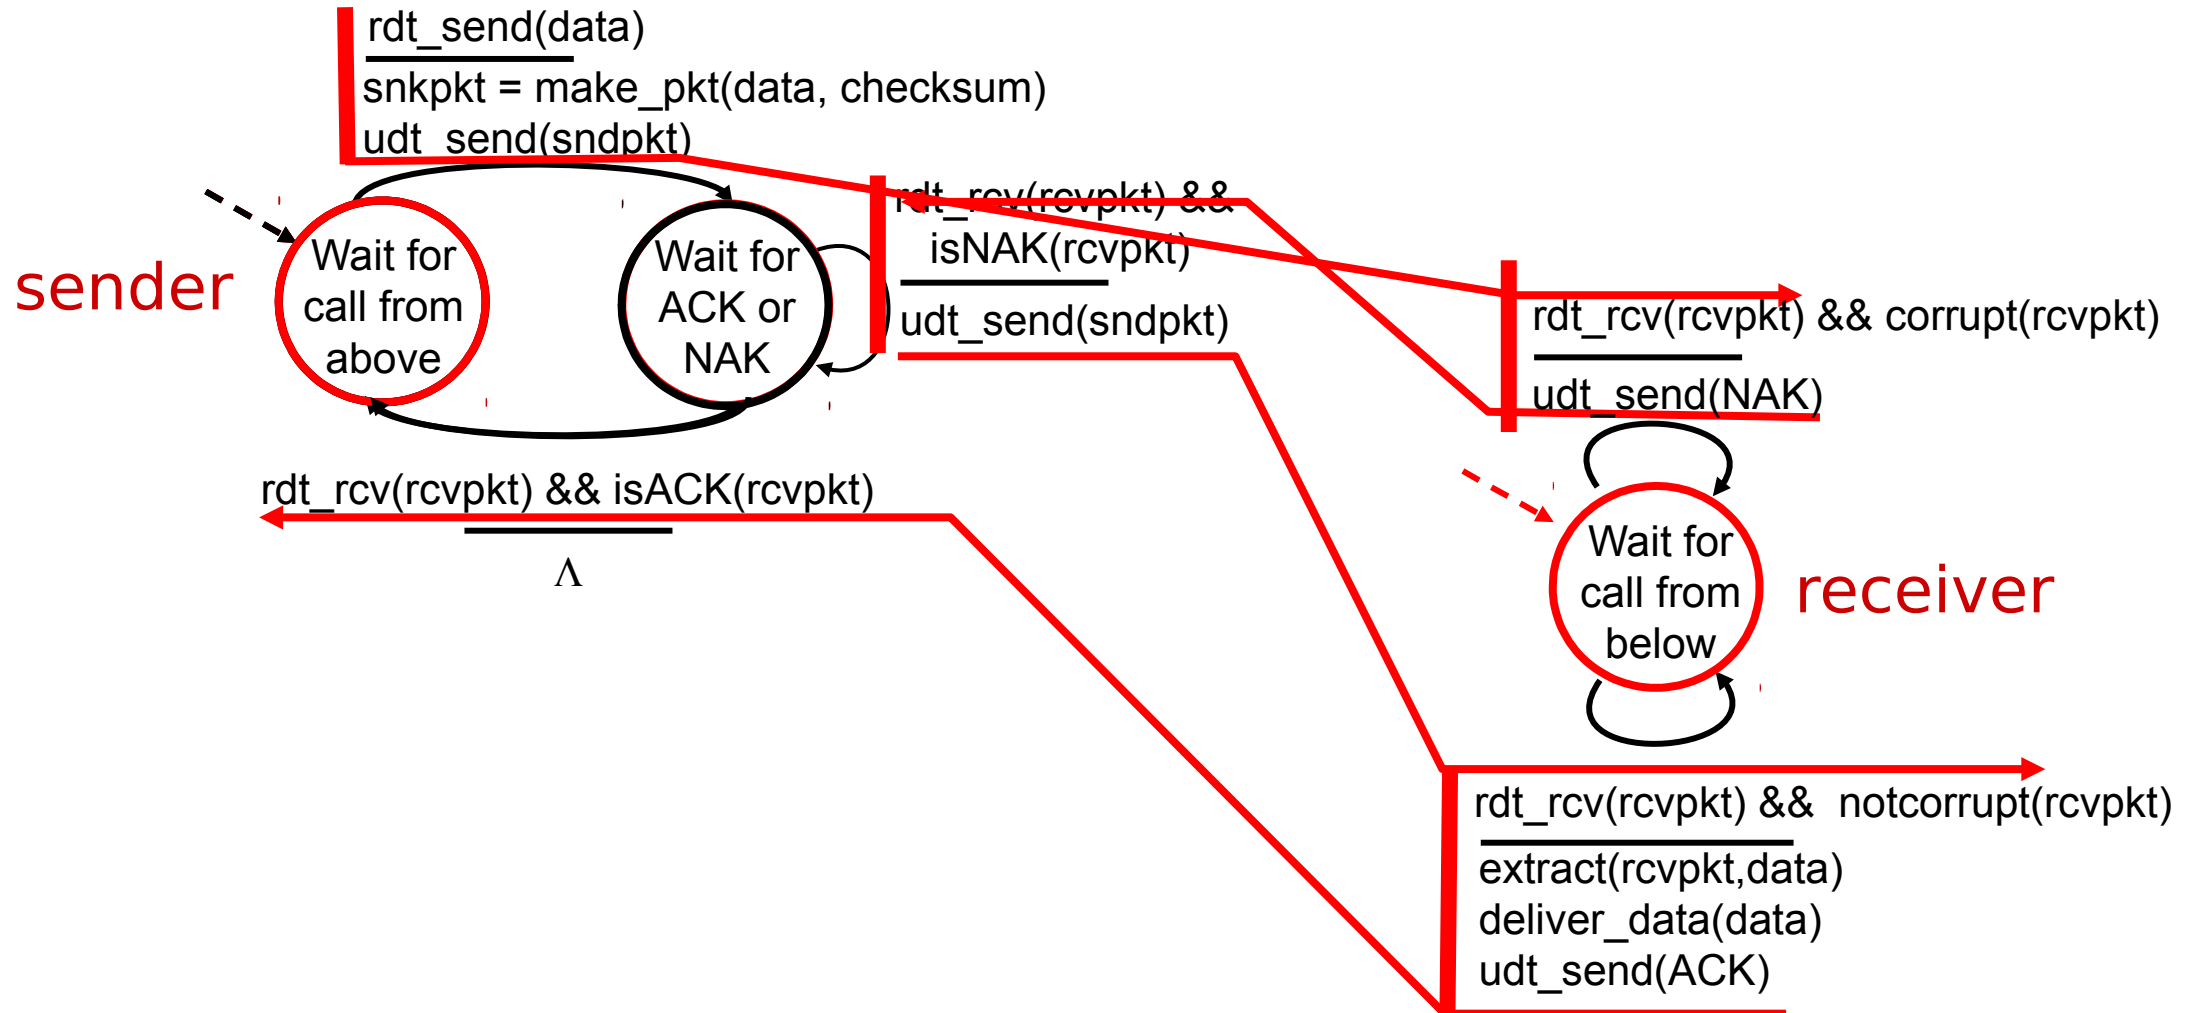 rdt_send(data)
snkpkt = make_pkt(data, checksum)
udt_send(sndpkt)
rdt_rcv(rcvpkt) &&
isNAK(rcvpkt)
udt_send(sndpkt)
sender
Wait for
call from
above
Wait for
ACK or
NAK
rdt_rcv(rcvpkt) && isACK(rcvpkt)
Λ
rdt_rcv(rcvpkt) && corrupt(rcvpkt)
udt_send(NAK)
Wait for
call from
below
receiver
rdt_rcv(rcvpkt) && notcorrupt(rcvpkt)
extract(rcvpkt,data)
deliver_data(data)
udt_send(ACK)